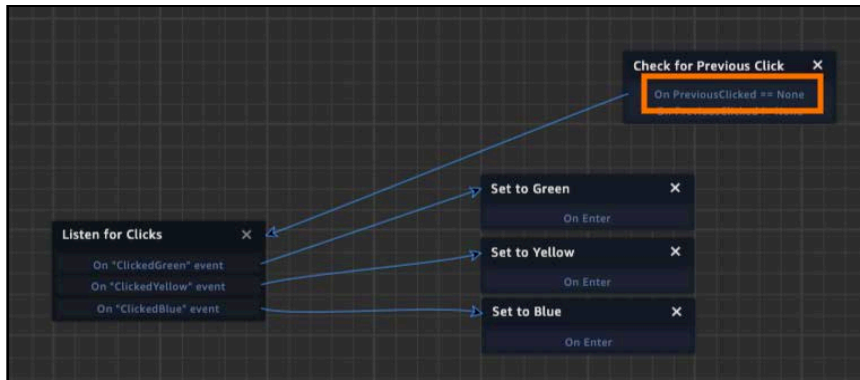 Check for Previous Click ×
On PreviousClicked == None
Set to Green ×
On Enter
Listen for Clicks ×
On "ClickedGreen" event
On "ClickedYellow" event
On "ClickedBlue" event
Set to Yellow ×
On Enter
Set to Blue ×
On Enter